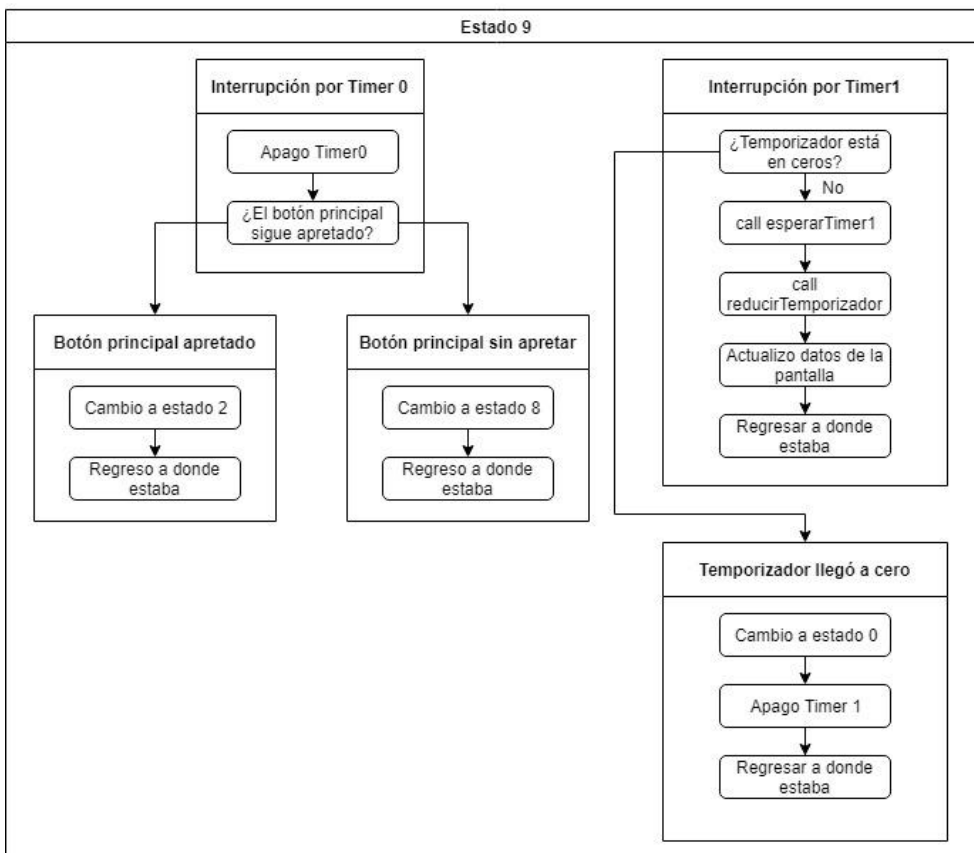 Estado 9
Interrupción por Timer 0
Apago Timer0
¿El botón principal
sigue apretado?
Botón principal apretado
Cambio a estado 2
Regreso a donde
estaba
Botón principal sin apretar
Cambio a estado 8
Regreso a donde
estaba
Interrupción por Timer1
¿Temporizador está
en ceros?
No
call esperarTimer1
call
reducirTemporizador
Actualizo datos de la
pantalla
Regresar a donde
estaba
Temporizador llegó a cero
Cambio a estado 0
Apago Timer 1
Regresar a donde
estaba